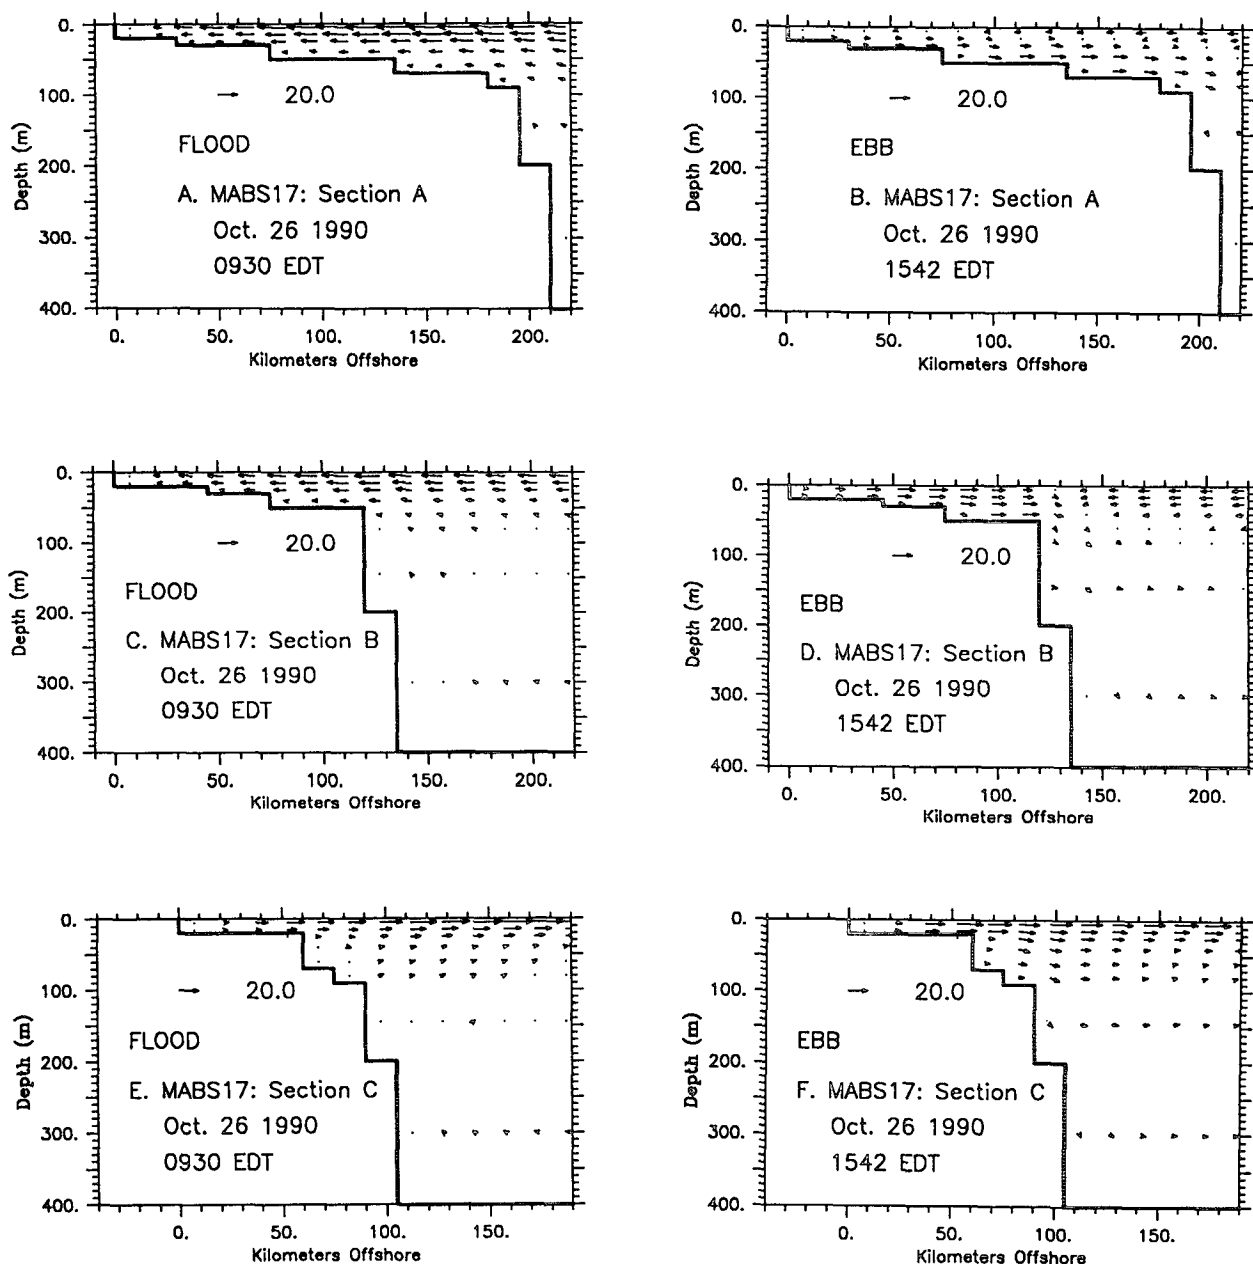 0.
100.
200.
300.
400.
Depth (m)
20.0
FLOOD
A. MABS17: Section A
Oct. 26 1990
0930 EDT
0. 50. 100. 150. 200.
Kilometers Offshore
0.
100.
200.
300.
400.
Depth (m)
20.0
EBB
B. MABS17: Section A
Oct. 26 1990
1542 EDT
0. 50. 100. 150. 200.
Kilometers Offshore
0.
100.
200.
300.
400.
Depth (m)
20.0
FLOOD
C. MABS17: Section B
Oct. 26 1990
0930 EDT
0. 50. 100. 150. 200.
Kilometers Offshore
0.
100.
200.
300.
400.
Depth (m)
20.0
EBB
D. MABS17: Section B
Oct. 26 1990
1542 EDT
0. 50. 100. 150. 200.
Kilometers Offshore
0.
100.
200.
300.
400.
Depth (m)
20.0
FLOOD
E. MABS17: Section C
Oct. 26 1990
0930 EDT
0. 50. 100. 150.
Kilometers Offshore
0.
100.
200.
300.
400.
Depth (m)
20.0
EBB
F. MABS17: Section C
Oct. 26 1990
1542 EDT
0. 50. 100. 150.
Kilometers Offshore